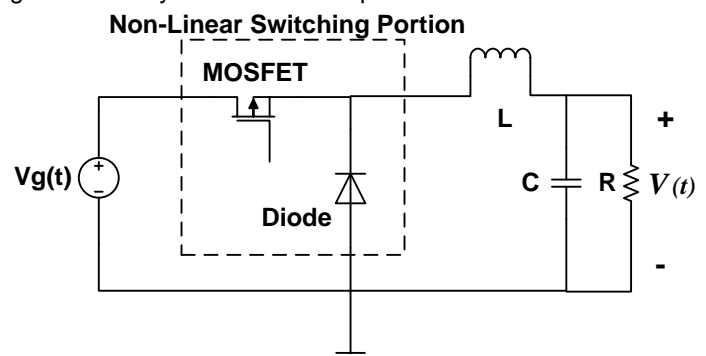 Non-Linear Switching Portion
MOSFET
L
+
Vg(t)
+
−
C
R
V(t)
Diode
-